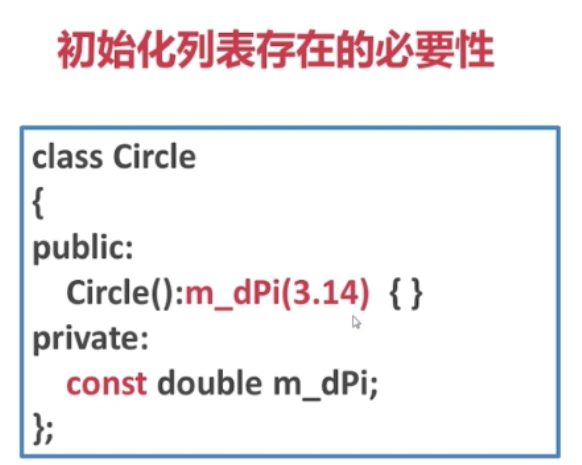 初始化列表存在的必要性
class Circle
{
public:
Circle():m_dPi(3.14) { }
private:
const double m_dPi;
};